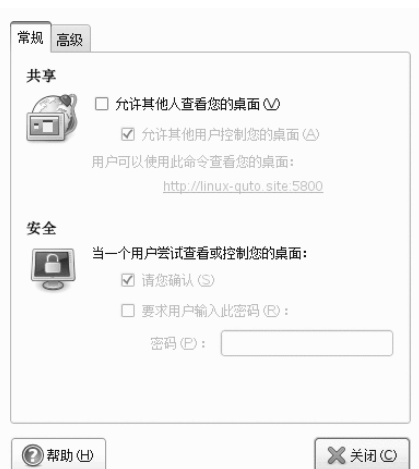 常规 高级
共享
允许其他人查看您的桌面(V)
允许其他用户控制您的桌面(A)
用户可以使用此命令查看您的桌面:
http://linux-quto.site:5800
安全
当一个用户尝试查看或控制您的桌面:
请您确认(S)
要求用户输入此密码(R):
密码(P):
帮助(H) 关闭(C)